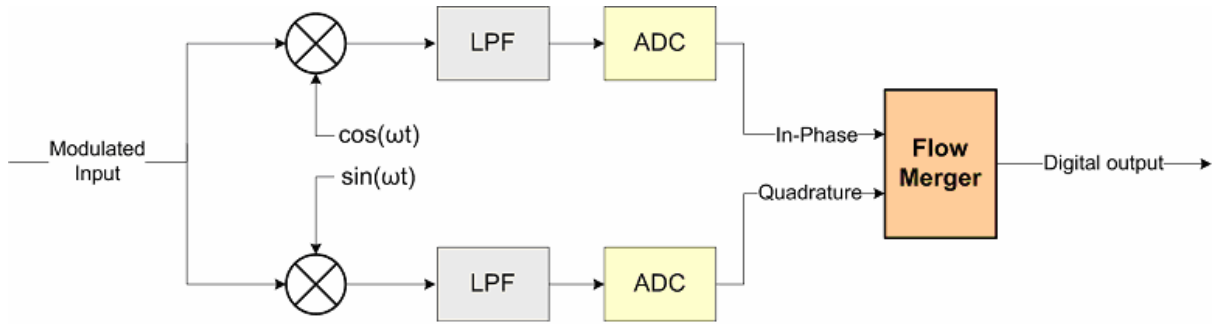 LPF
ADC
cos(ωt)
In-Phase
Modulated
Input
Flow
Merger
Digital output
sin(ωt)
Quadrature
LPF
ADC